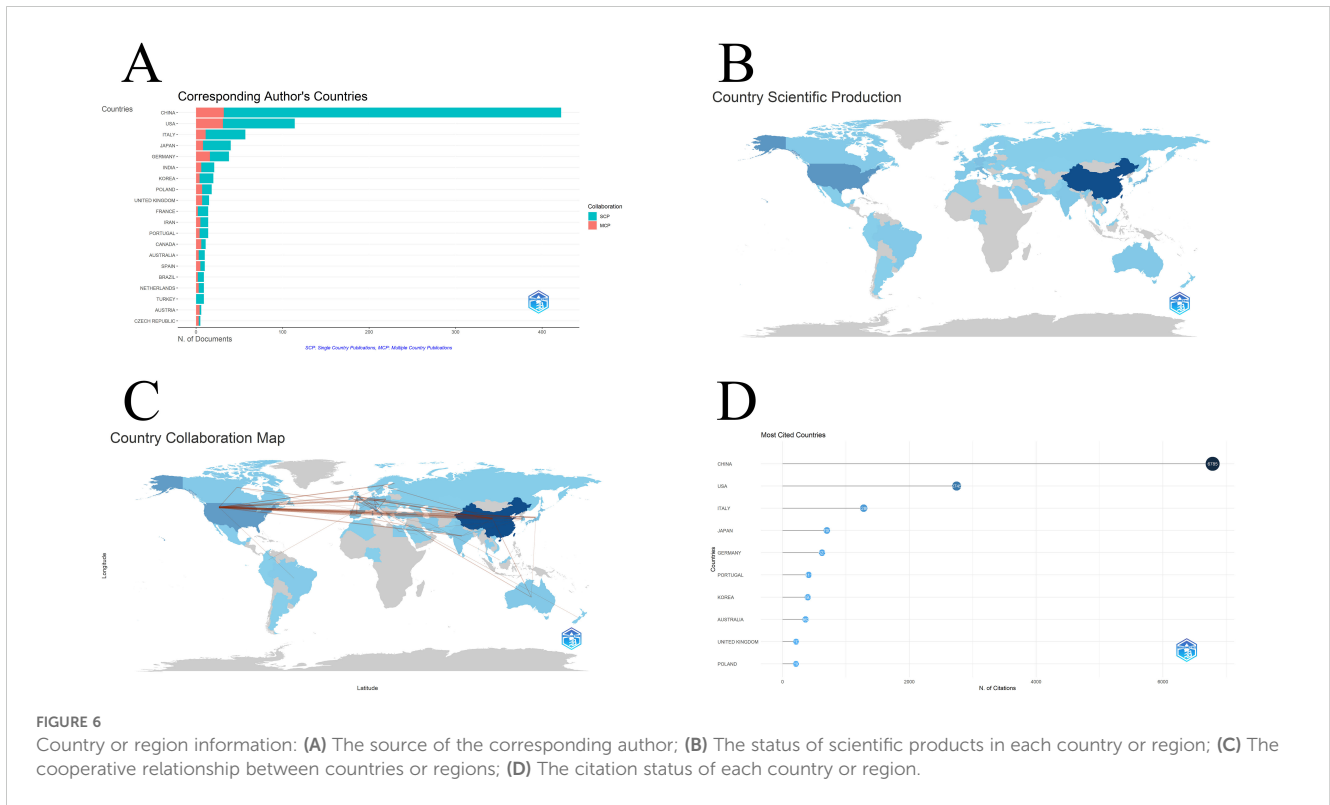 A
Corresponding Author's Countries
Countries
CHINA
USA
ITALY
JAPAN
GERMANY
INDIA
KOREA
POLAND
UNITED KINGDOM
FRANCE
IRAN
PORTUGAL
CANADA
AUSTRALIA
SPAIN
BRAZIL
NETHERLANDS
TURKEY
AUSTRIA
CZECH REPUBLIC
0 100 200 300 400
N. of Documents
SCP: Single Country Publications, MCP: Multiple Country Publications
Collaboration
SCP
MCP
B
Country Scientific Production
C
Country Collaboration Map
Longitude
Latitude
D
Most Cited Countries
Countries
CHINA
USA
ITALY
JAPAN
GERMANY
PORTUGAL
KOREA
AUSTRALIA
UNITED KINGDOM
POLAND
0 2000 4000 6000
N. of Citations
FIGURE 6
Country or region information: (A) The source of the corresponding author; (B) The status of scientific products in each country or region; (C) The
cooperative relationship between countries or regions; (D) The citation status of each country or region.